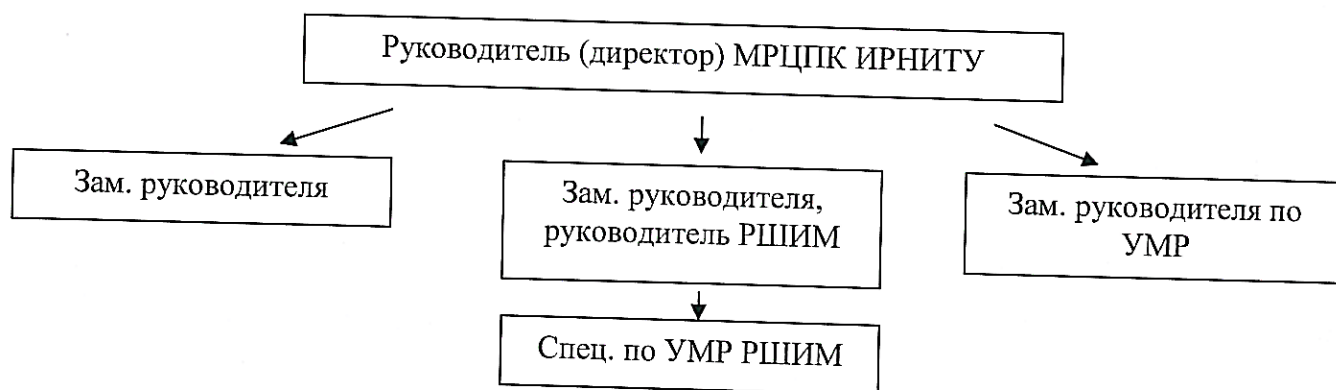 Руководитель (директор) МРЦПК ИРНИТУ
Зам. руководителя
Зам. руководителя,
руководитель РШИМ
Зам. руководителя по
УМР
Спец. по УМР РШИМ